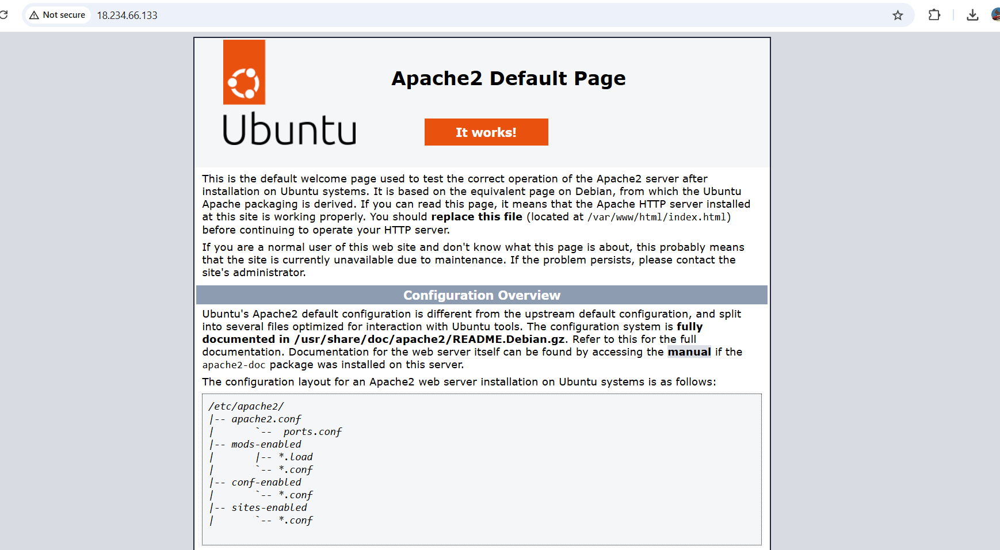 Not secure 18.234.66.133
Apache2 Default Page
Ubuntu
It works!
This is the default welcome page used to test the correct operation of the Apache2 server after
installation on Ubuntu systems. It is based on the equivalent page on Debian, from which the Ubuntu
Apache packaging is derived. If you can read this page, it means that the Apache HTTP server installed
at this site is working properly. You should replace this file (located at /var/www/html/index.html)
before continuing to operate your HTTP server.
If you are a normal user of this web site and don't know what this page is about, this probably means
that the site is currently unavailable due to maintenance. If the problem persists, please contact the
site's administrator.
Configuration Overview
Ubuntu's Apache2 default configuration is different from the upstream default configuration, and split
into several files optimized for interaction with Ubuntu tools. The configuration system is fully
documented in /usr/share/doc/apache2/README.Debian.gz. Refer to this for the full
documentation. Documentation for the web server itself can be found by accessing the manual if the
apache2-doc package was installed on this server.
The configuration layout for an Apache2 web server installation on Ubuntu systems is as follows:
/etc/apache2/
|-- apache2.conf
|       `--  ports.conf
|-- mods-enabled
|       |-- *.load
|       `-- *.conf
|-- conf-enabled
|       `-- *.conf
|-- sites-enabled
|       `-- *.conf